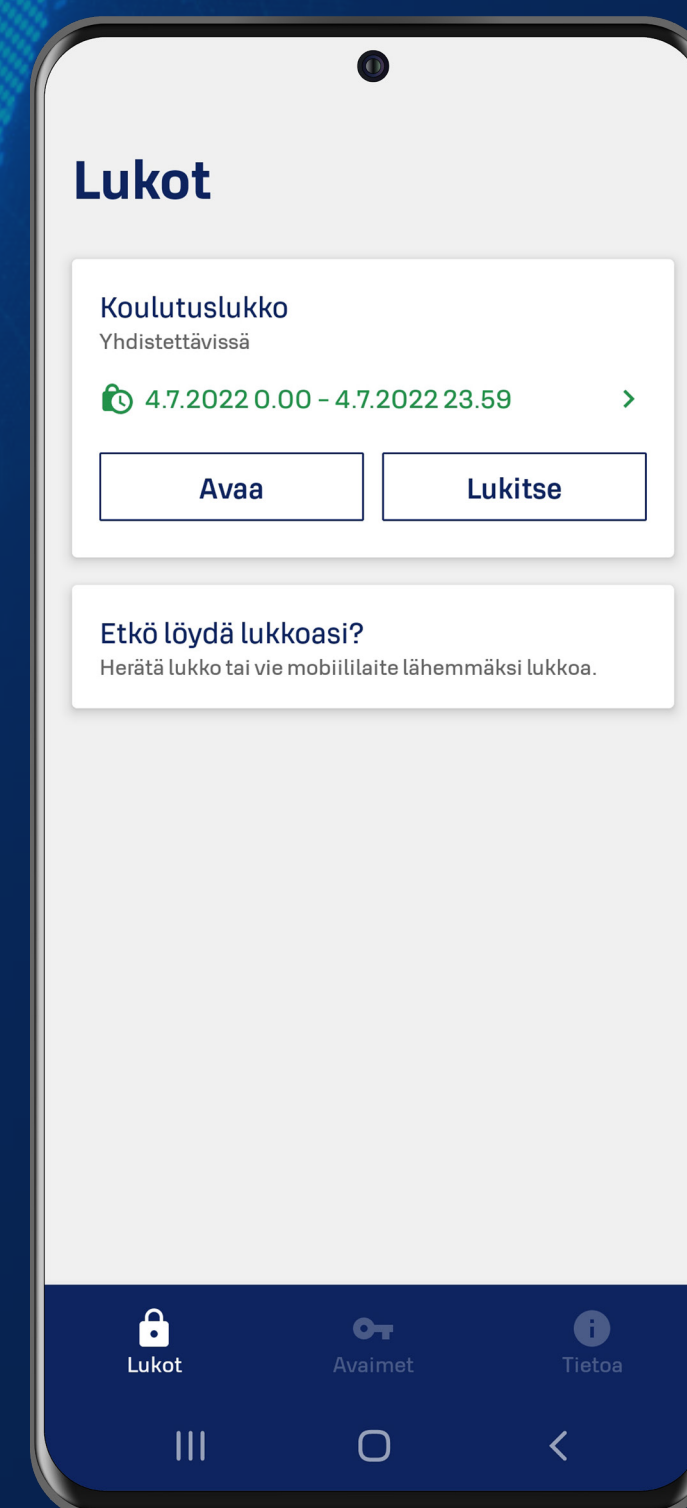 Lukot
Koulutuslukko
Yhdistettävissä
4.7.2022 0.00 - 4.7.2022 23.59
Avaa
Lukitse
Etkö löydä lukkoasi?
Herätä lukko tai vie mobiililaite lähemmäksi lukkoa.
Lukot
Avaimet
Tietoa